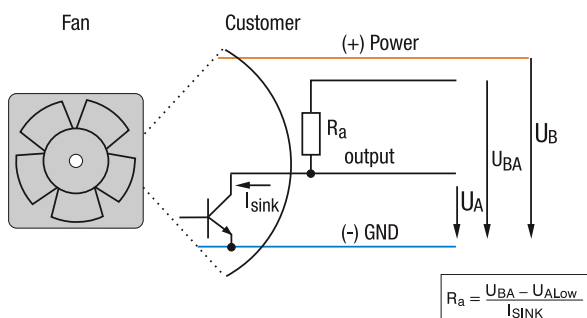 Fan
Customer
(+) Power
Ra
output
Isink
UA
UBA
UB
(-) GND
Ra = UBA – UALow
ISINK